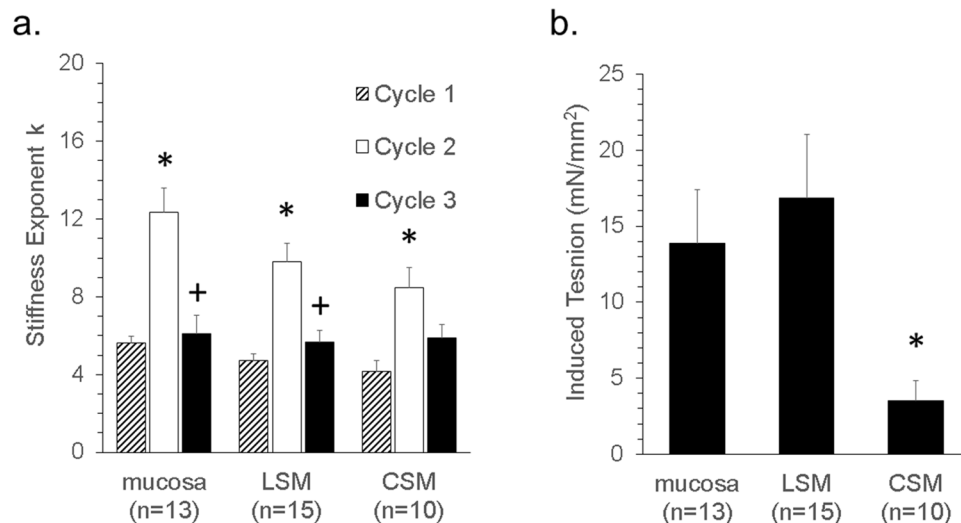 a.
Stiffness Exponent k
20
16
12
8
4
0
Cycle 1
Cycle 2
Cycle 3
*
*
*
+
+
mucosa
(n=13)
LSM
(n=15)
CSM
(n=10)
b.
Induced Tesnion (mN/mm²)
25
20
15
10
5
0
*
mucosa
(n=13)
LSM
(n=15)
CSM
(n=10)